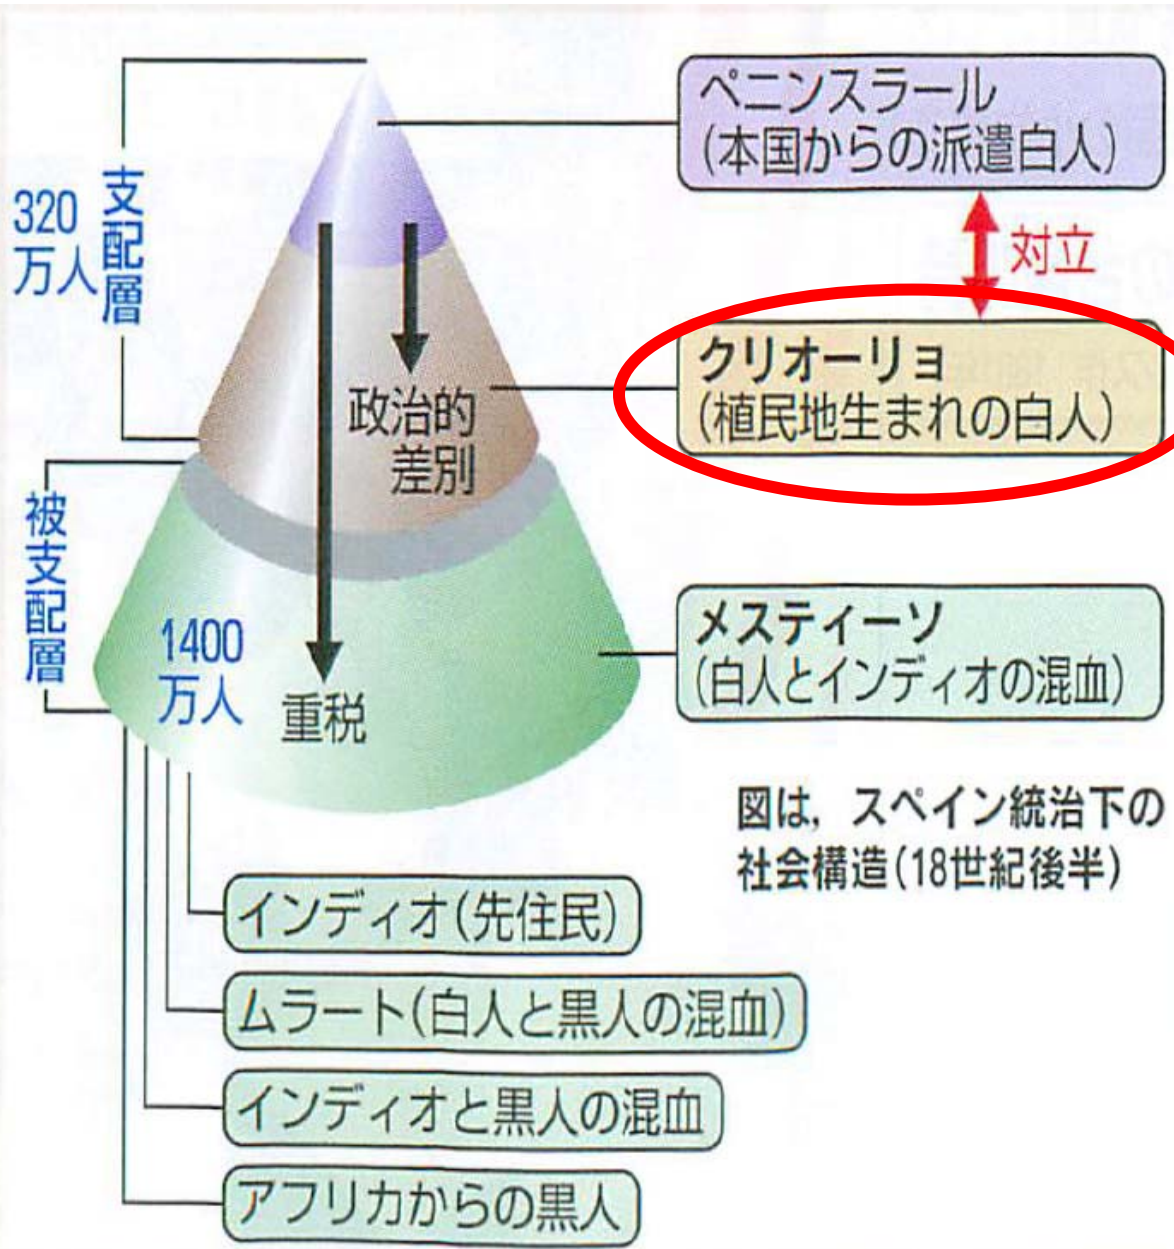 ペニンスラール
(本国からの派遣白人)
320
万人
支配層
対立
クリオーリョ
(植民地生まれの白人)
政治的
差別
被支配層
1400
万人
重税
メスティーソ
(白人とインディオの混血)
図は，スペイン統治下の
社会構造(18世紀後半)
インディオ(先住民)
ムラート(白人と黒人の混血)
インディオと黒人の混血
アフリカからの黒人